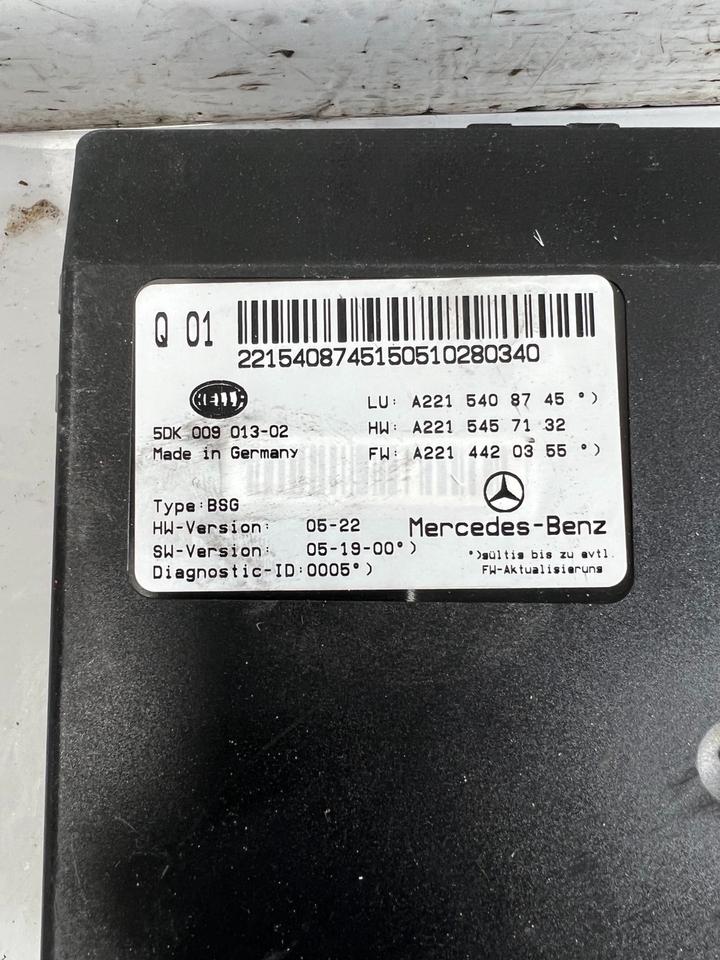 Q 01
2215408745150510280340
HELLA
LU: A221 540 87 45 °)
5DK 009 013-02
HW: A221 545 71 32
Made in Germany
FW: A221 442 03 55 °)
Type:BSG
HW-Version: 05-22
Mercedes-Benz
SW-Version: 05-19-00°)
°)gültig bis zu evtl.
Diagnostic-ID:0005°)
FW-Aktualisierung